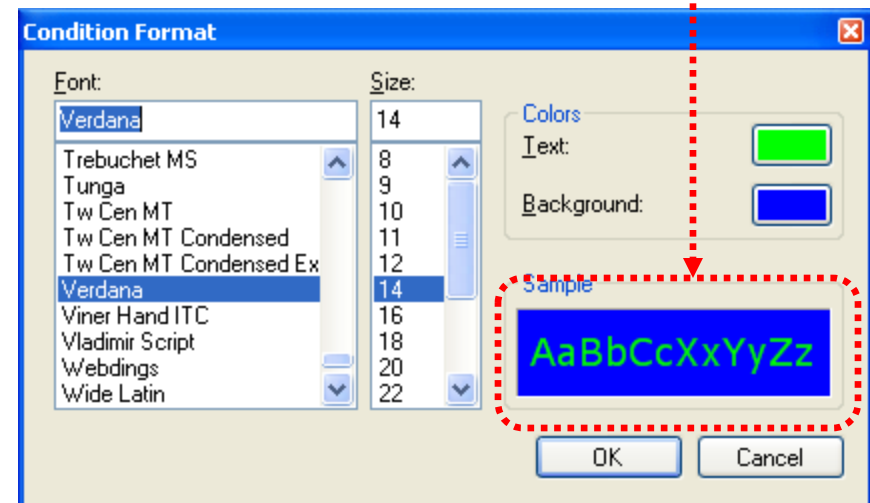 Condition Format
Font:
Verdana
Trebuchet MS
Tunga
Tw Cen MT
Tw Cen MT Condensed
Tw Cen MT Condensed Ex
Verdana
Viner Hand ITC
Vladimir Script
Webdings
Wide Latin
Size:
14
8
9
10
11
12
14
16
18
20
22
Colors
Text:
Background:
Sample
AaBbCcXxYyZz
OK
Cancel